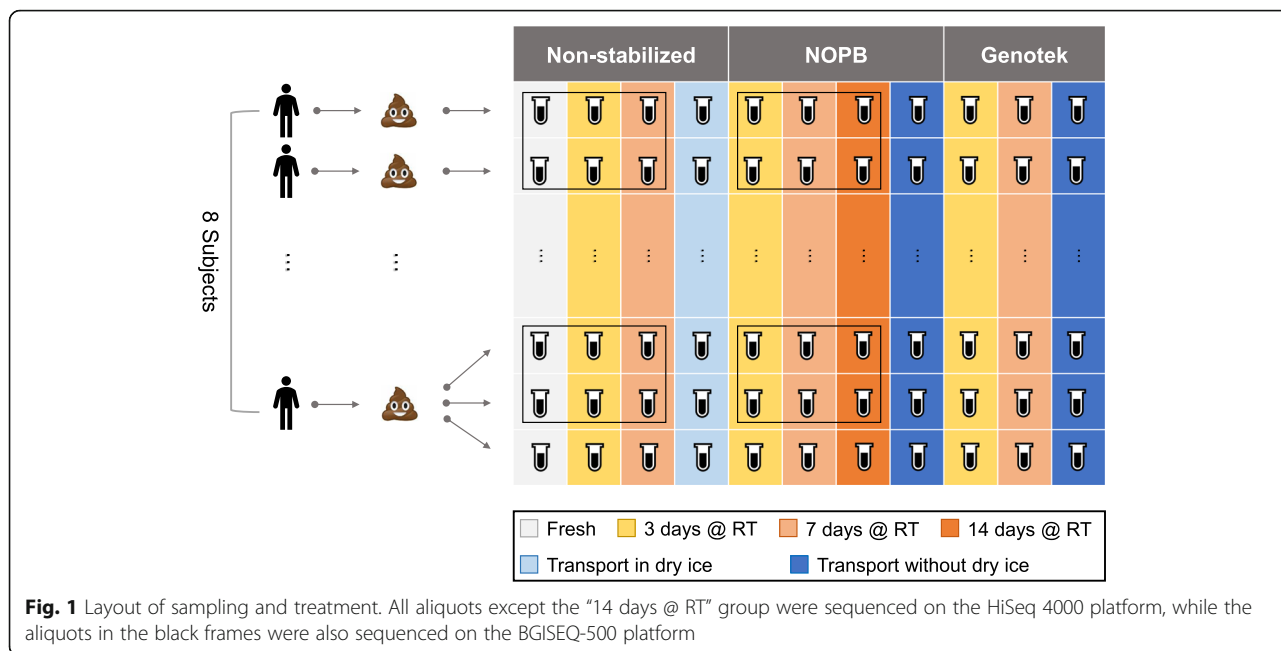 Non-stabilized NOPB Genotek
8 Subjects
Fresh 3 days @ RT 7 days @ RT 14 days @ RT
Transport in dry ice Transport without dry ice
Fig. 1 Layout of sampling and treatment. All aliquots except the “14 days @ RT” group were sequenced on the HiSeq 4000 platform, while the
aliquots in the black frames were also sequenced on the BGISEQ-500 platform